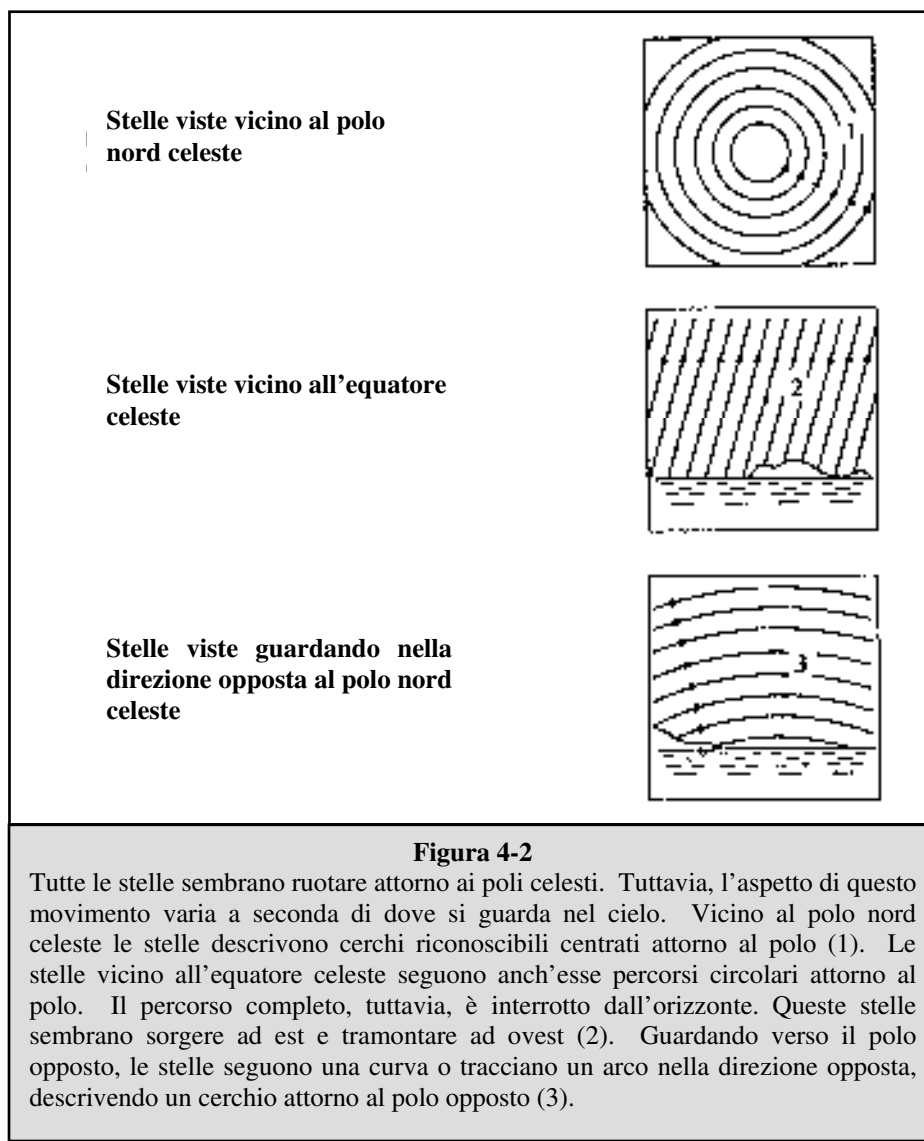 Stelle viste vicino al polo
nord celeste
1
Stelle viste vicino all’equatore
celeste
2
Stelle viste guardando nella
direzione opposta al polo nord
celeste
3
Figura 4-2
Tutte le stelle sembrano ruotare attorno ai poli celesti. Tuttavia, l’aspetto di questo
movimento varia a seconda di dove si guarda nel cielo. Vicino al polo nord
celeste le stelle descrivono cerchi riconoscibili centrati attorno al polo (1). Le
stelle vicino all’equatore celeste seguono anch’esse percorsi circolari attorno al
polo. Il percorso completo, tuttavia, è interrotto dall’orizzonte. Queste stelle
sembrano sorgere ad est e tramontare ad ovest (2). Guardando verso il polo
opposto, le stelle seguono una curva o tracciano un arco nella direzione opposta,
descrivendo un cerchio attorno al polo opposto (3).